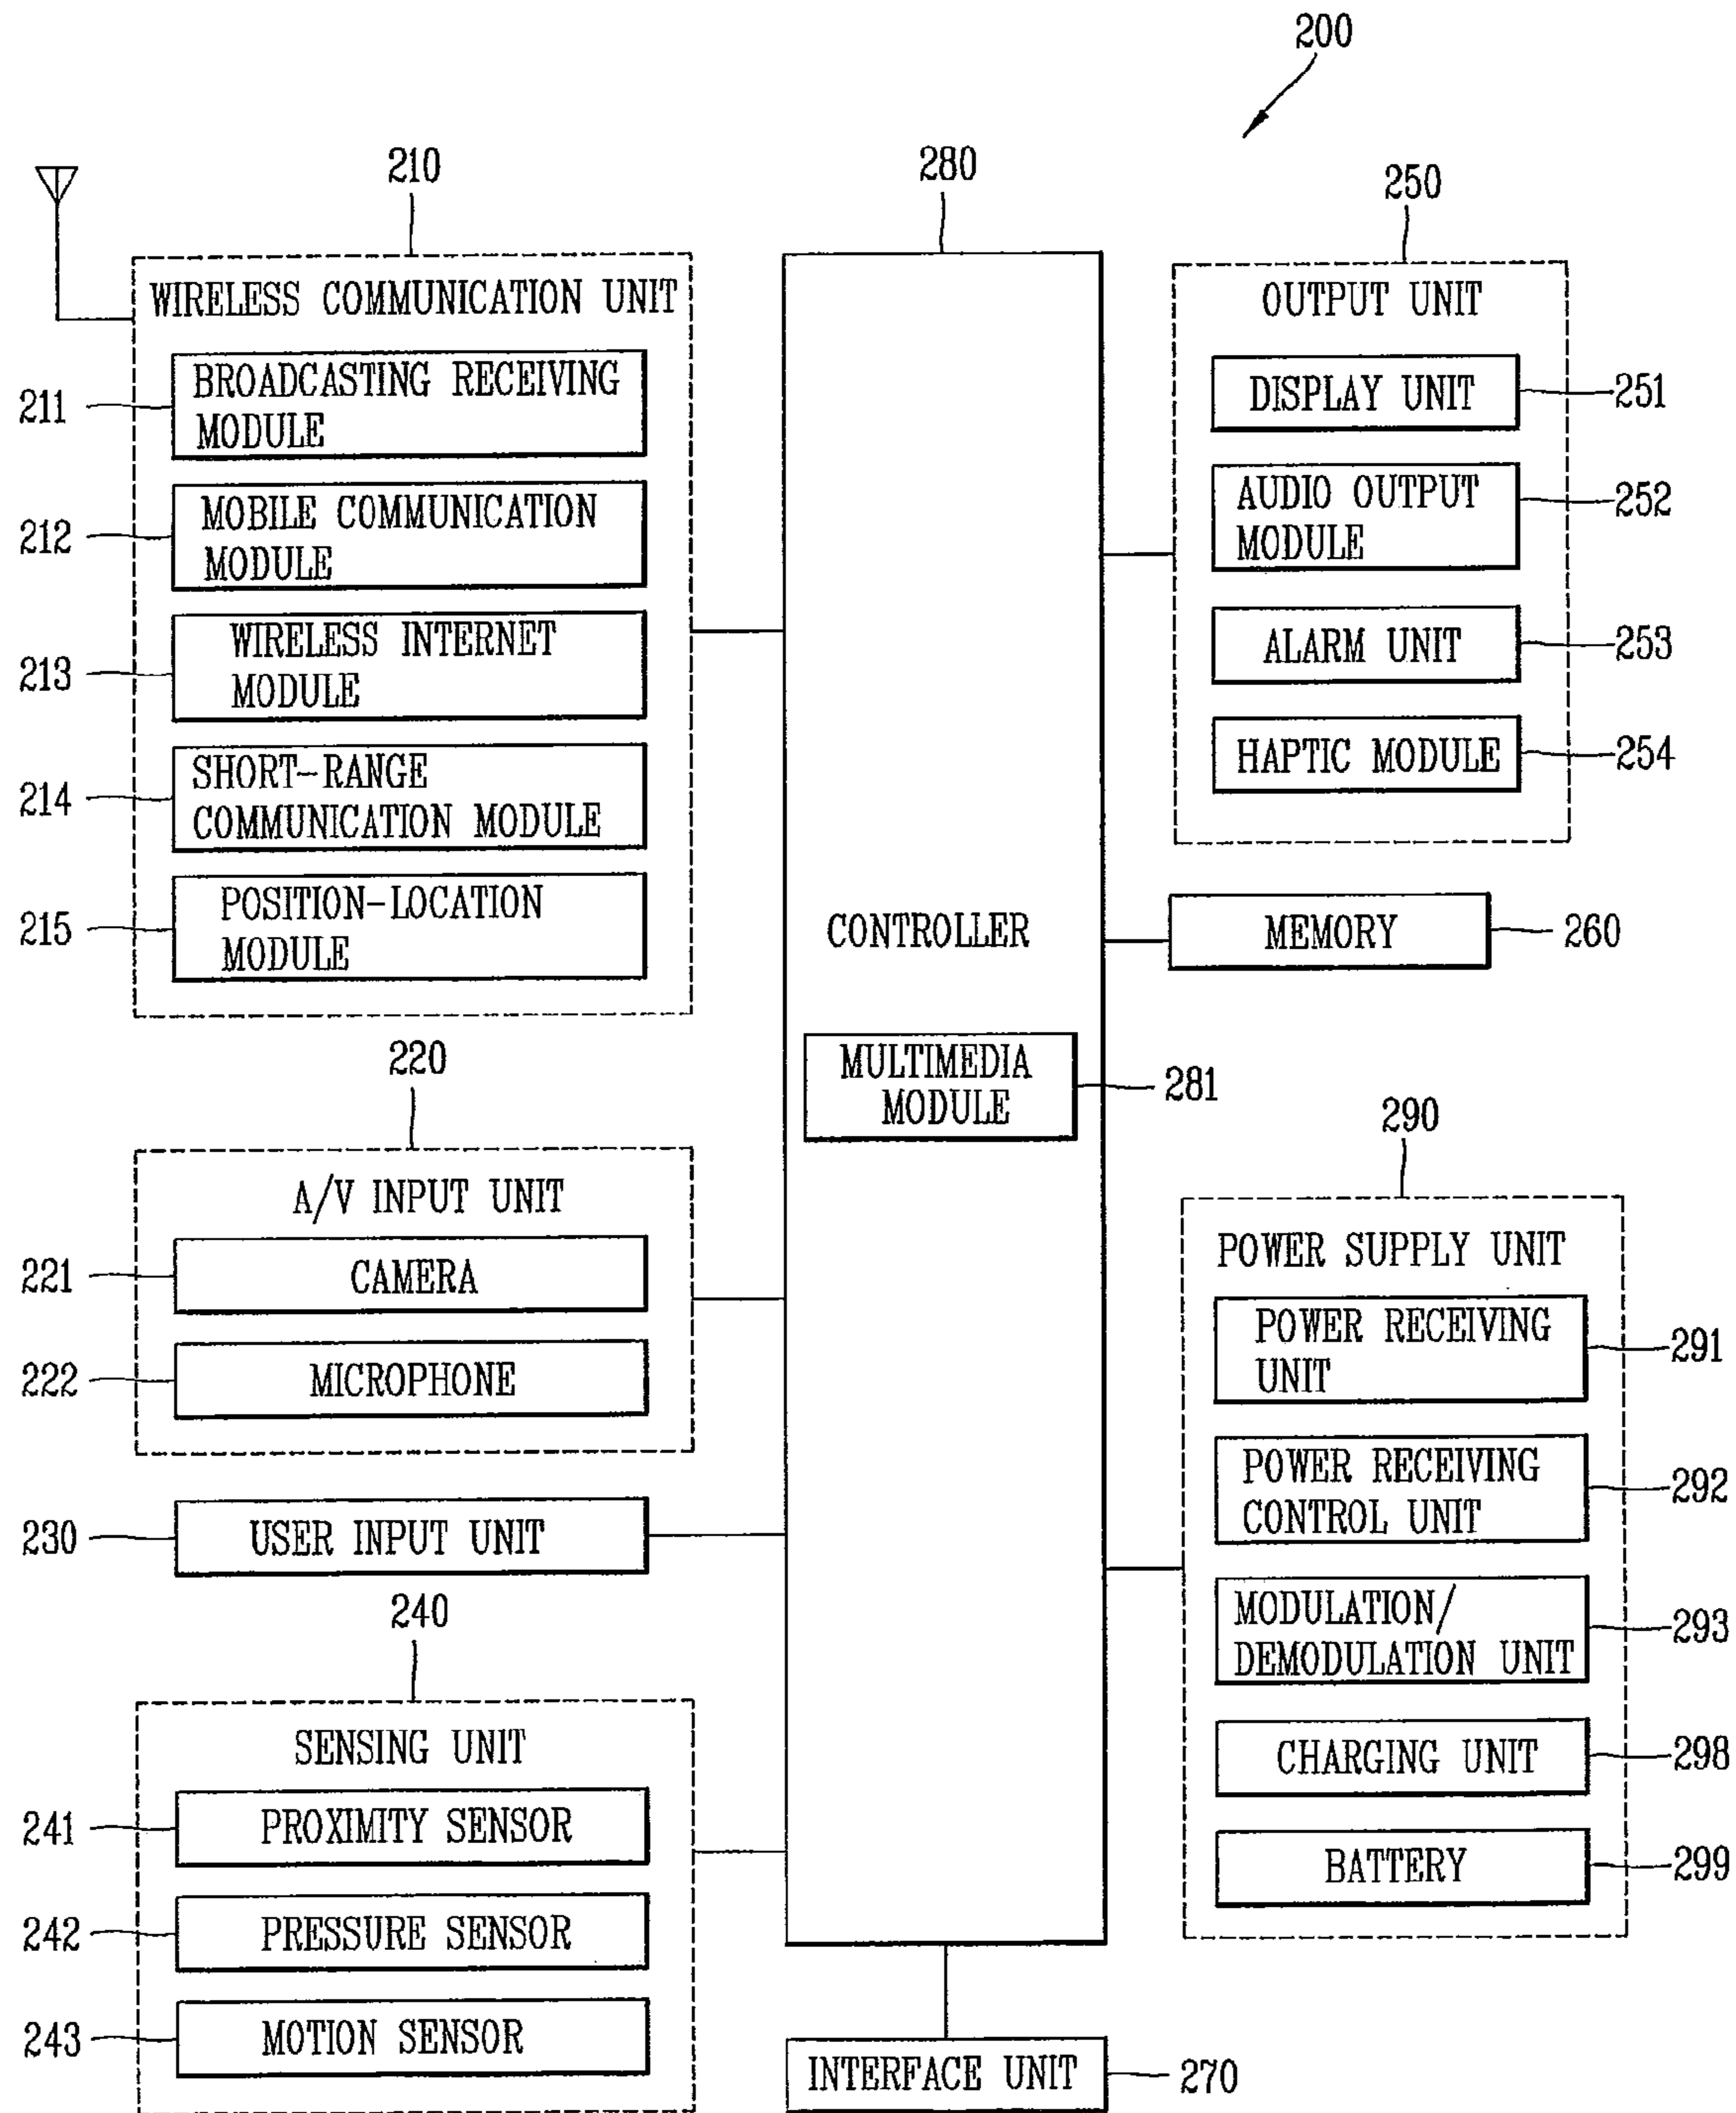 200
210
WIRELESS COMMUNICATION UNIT
211
BROADCASTING RECEIVING
MODULE
212
MOBILE COMMUNICATION
MODULE
213
WIRELESS INTERNET
MODULE
214
SHORT-RANGE
COMMUNICATION MODULE
215
POSITION-LOCATION
MODULE
220
A/V INPUT UNIT
221
CAMERA
222
MICROPHONE
230
USER INPUT UNIT
240
SENSING UNIT
241
PROXIMITY SENSOR
242
PRESSURE SENSOR
243
MOTION SENSOR
280
CONTROLLER
MULTIMEDIA
MODULE
281
INTERFACE UNIT
270
250
OUTPUT UNIT
DISPLAY UNIT
251
AUDIO OUTPUT
MODULE
252
ALARM UNIT
253
HAPTIC MODULE
254
MEMORY
260
290
POWER SUPPLY UNIT
POWER RECEIVING
UNIT
291
POWER RECEIVING
CONTROL UNIT
292
MODULATION/
DEMODULATION UNIT
293
CHARGING UNIT
298
BATTERY
299